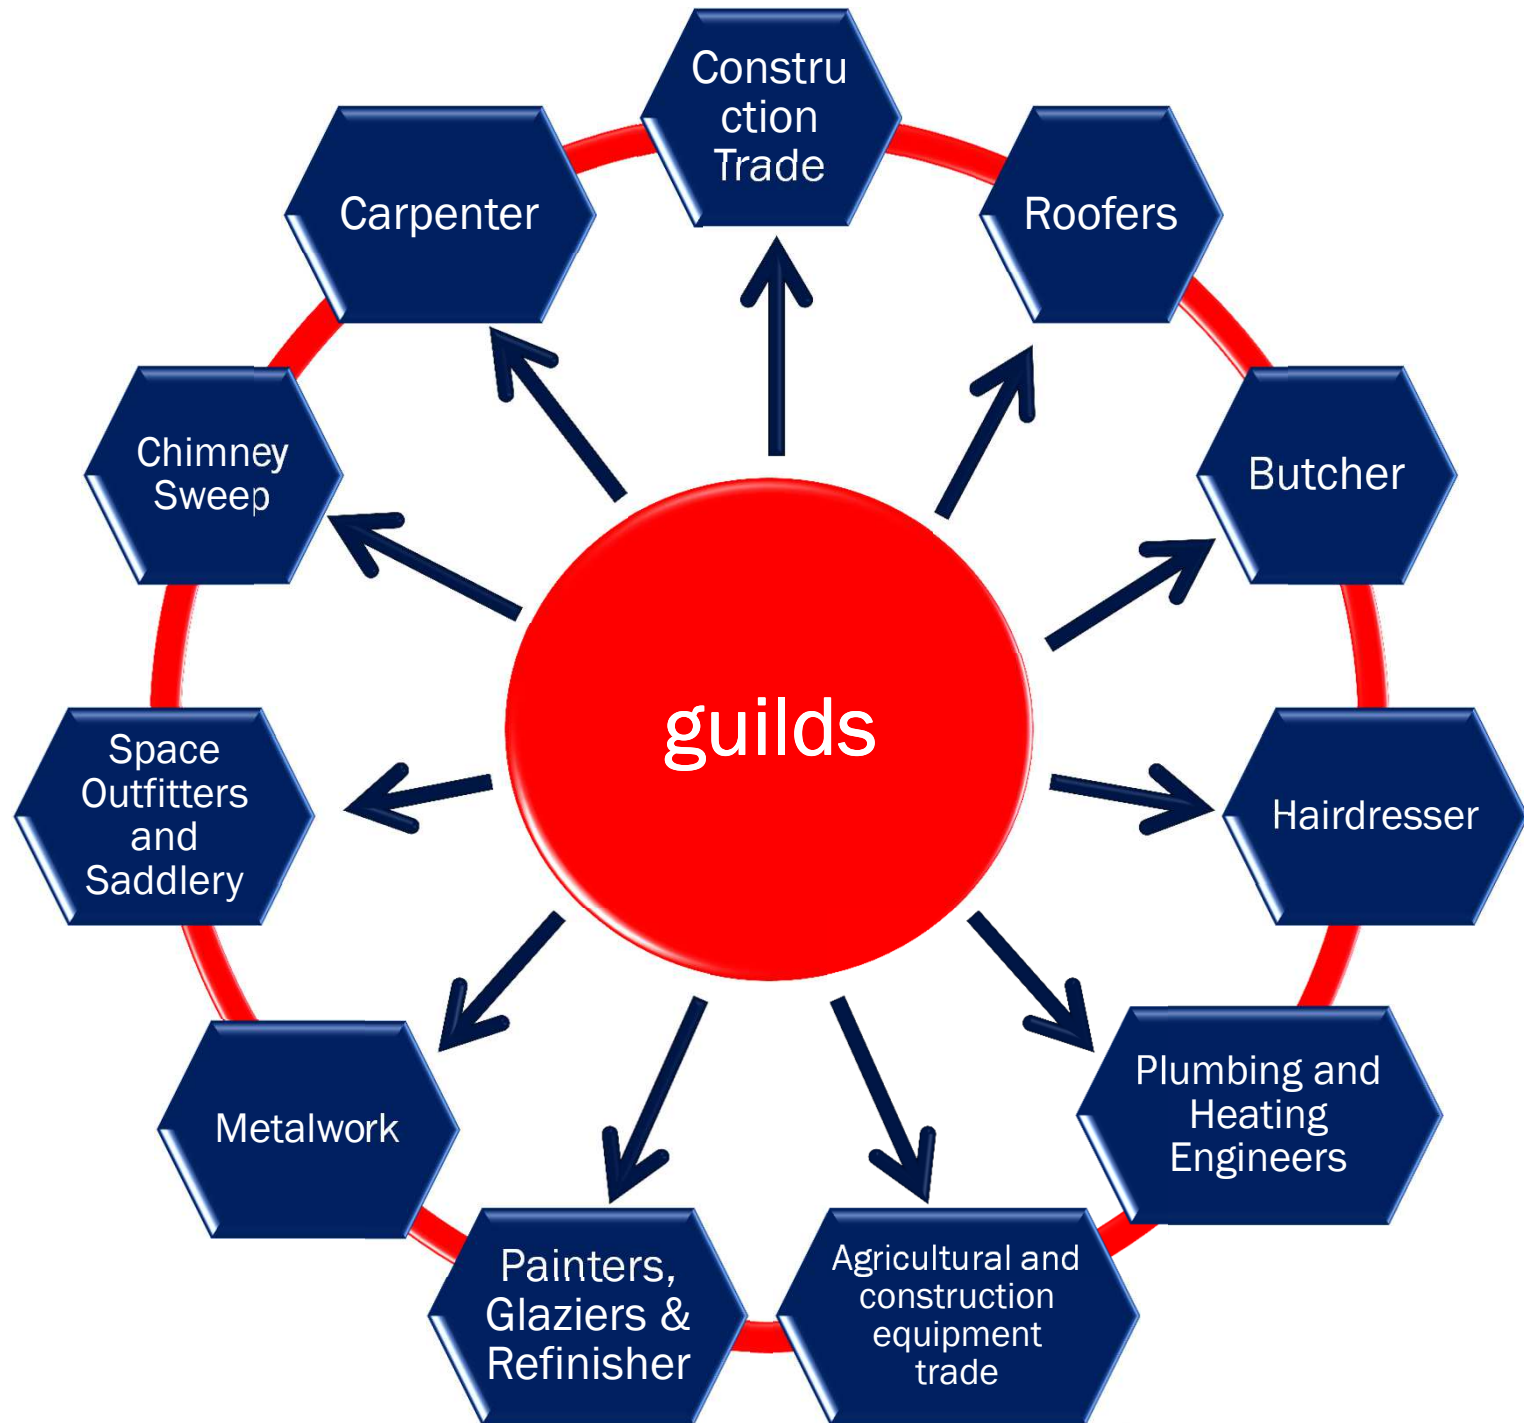 Constru
ction
Trade
Roofers
Butcher
Hairdresser
Plumbing and
Heating
Engineers
Agricultural and
construction
equipment
trade
Painters,
Glaziers &
Refinisher
Metalwork
Space
Outfitters
and
Saddlery
Chimney
Sweep
Carpenter
guilds